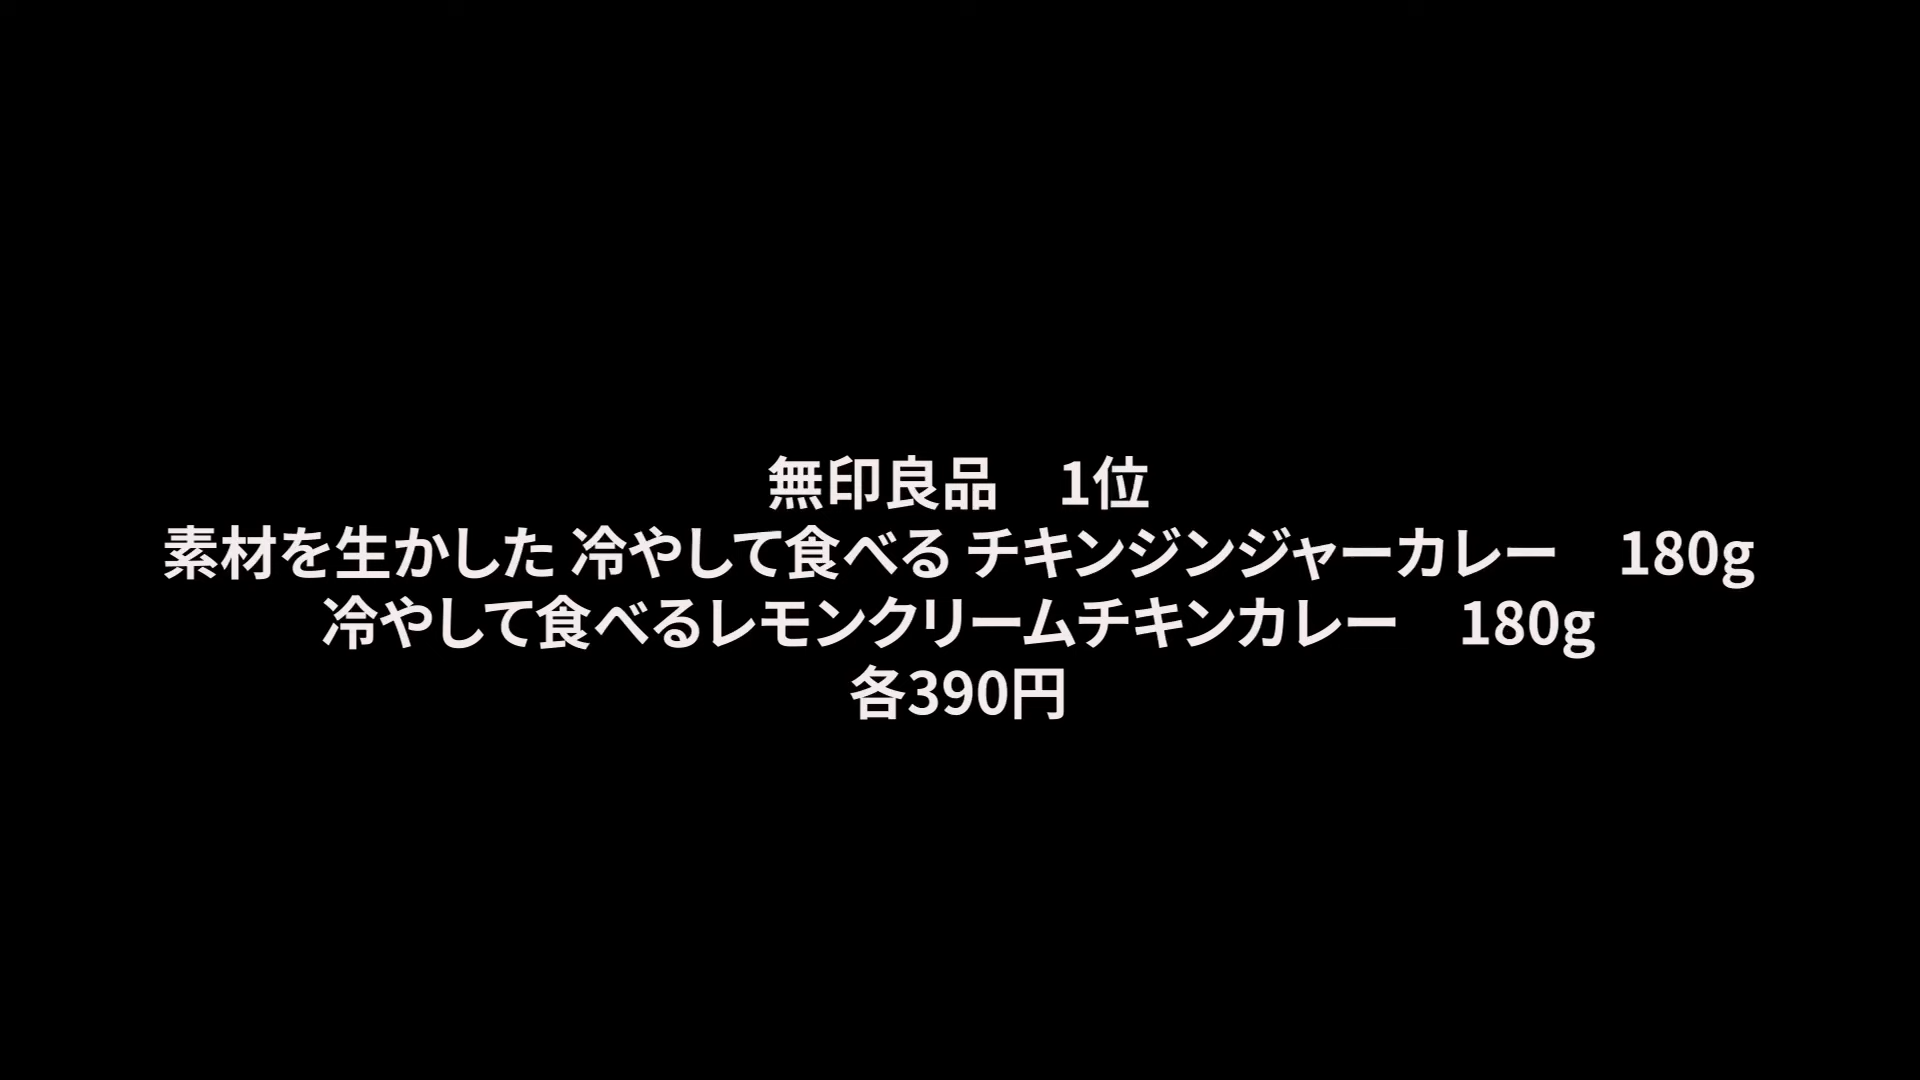 無印良品　1位
素材を生かした 冷やして食べる チキンジンジャーカレー　180g
冷やして食べるレモンクリームチキンカレー　180g
各390円